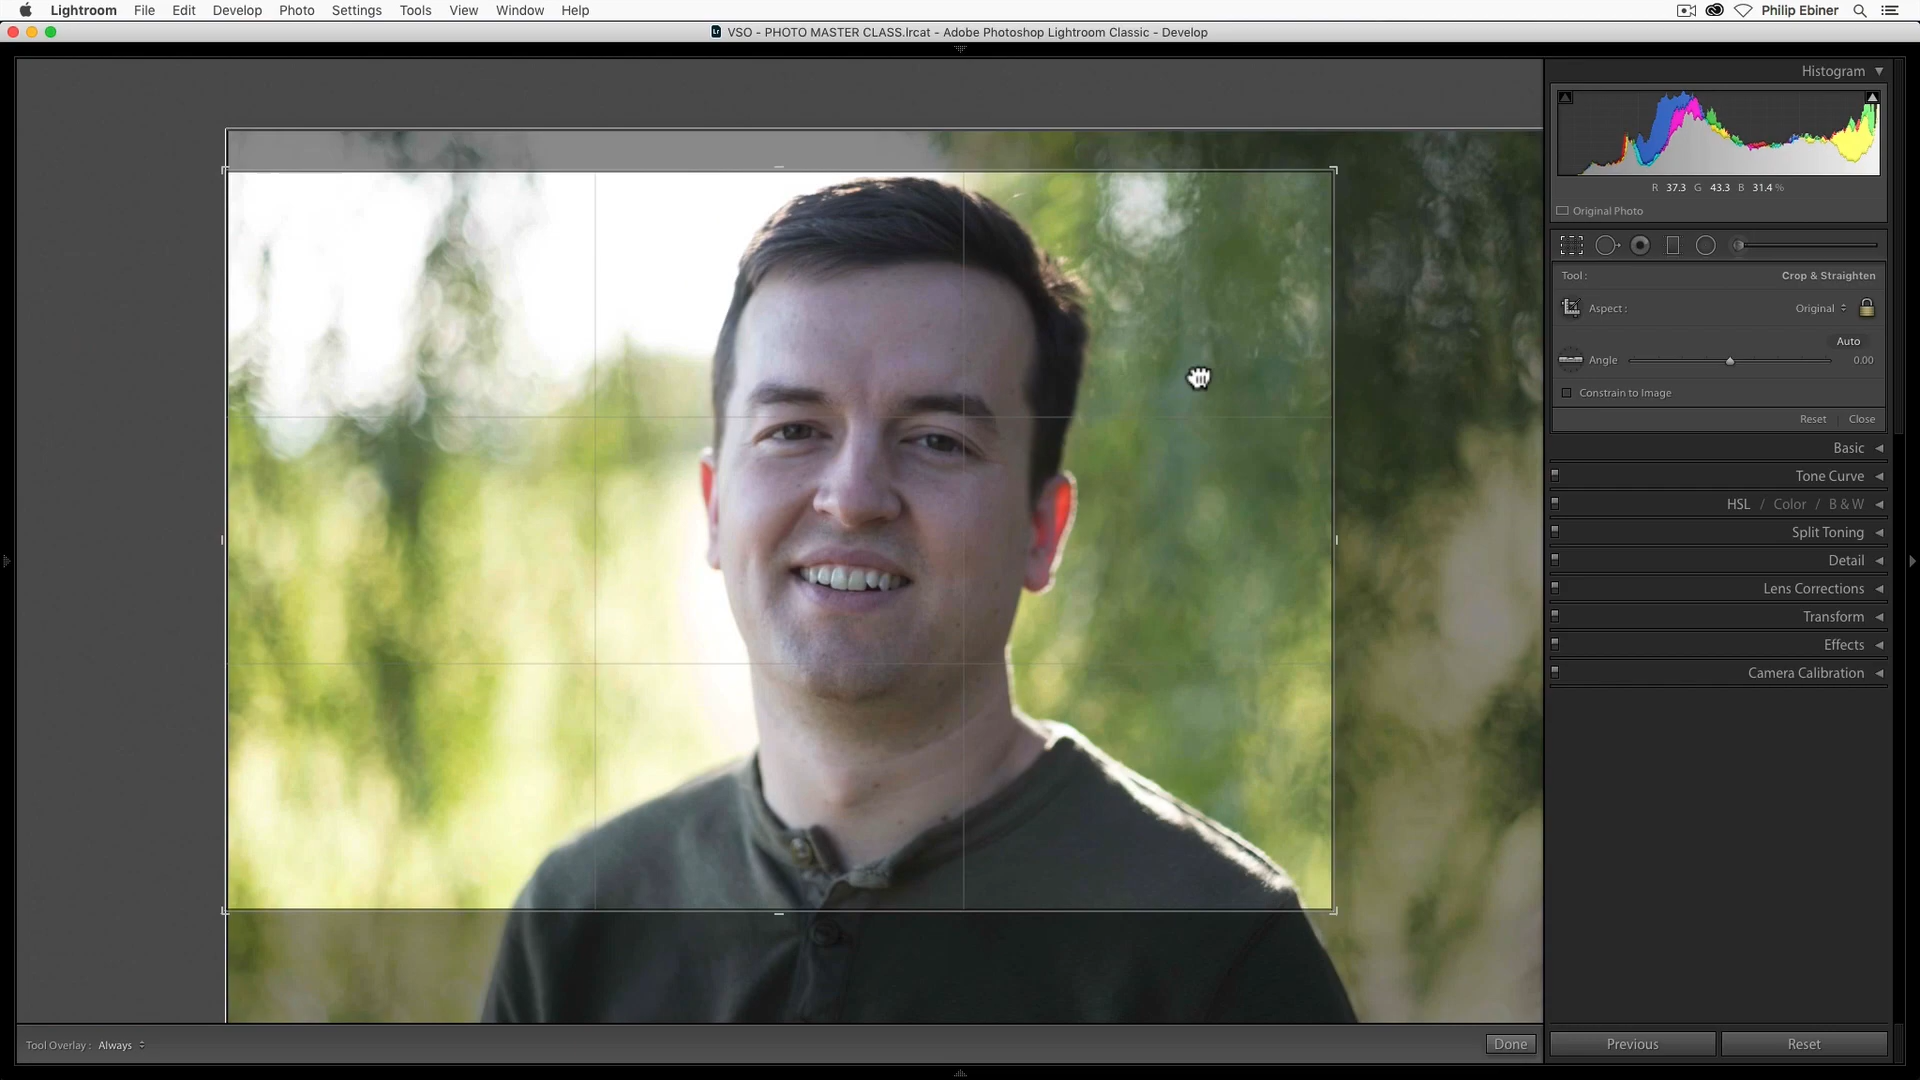 Lightroom File Edit Develop Photo Settings Tools View Window Help Philip Ebiner
Lr VSO - PHOTO MASTER CLASS.lrcat - Adobe Photoshop Lightroom Classic - Develop
Histogram
R 37.3 G 43.3 B 31.4 %
Original Photo
Tool : Crop & Straighten
Aspect : Original
Auto
Angle 0.00
Constrain to Image
Reset Close
Basic
Tone Curve
HSL / Color / B & W
Split Toning
Detail
Lens Corrections
Transform
Effects
Camera Calibration
Tool Overlay : Always Done Previous Reset